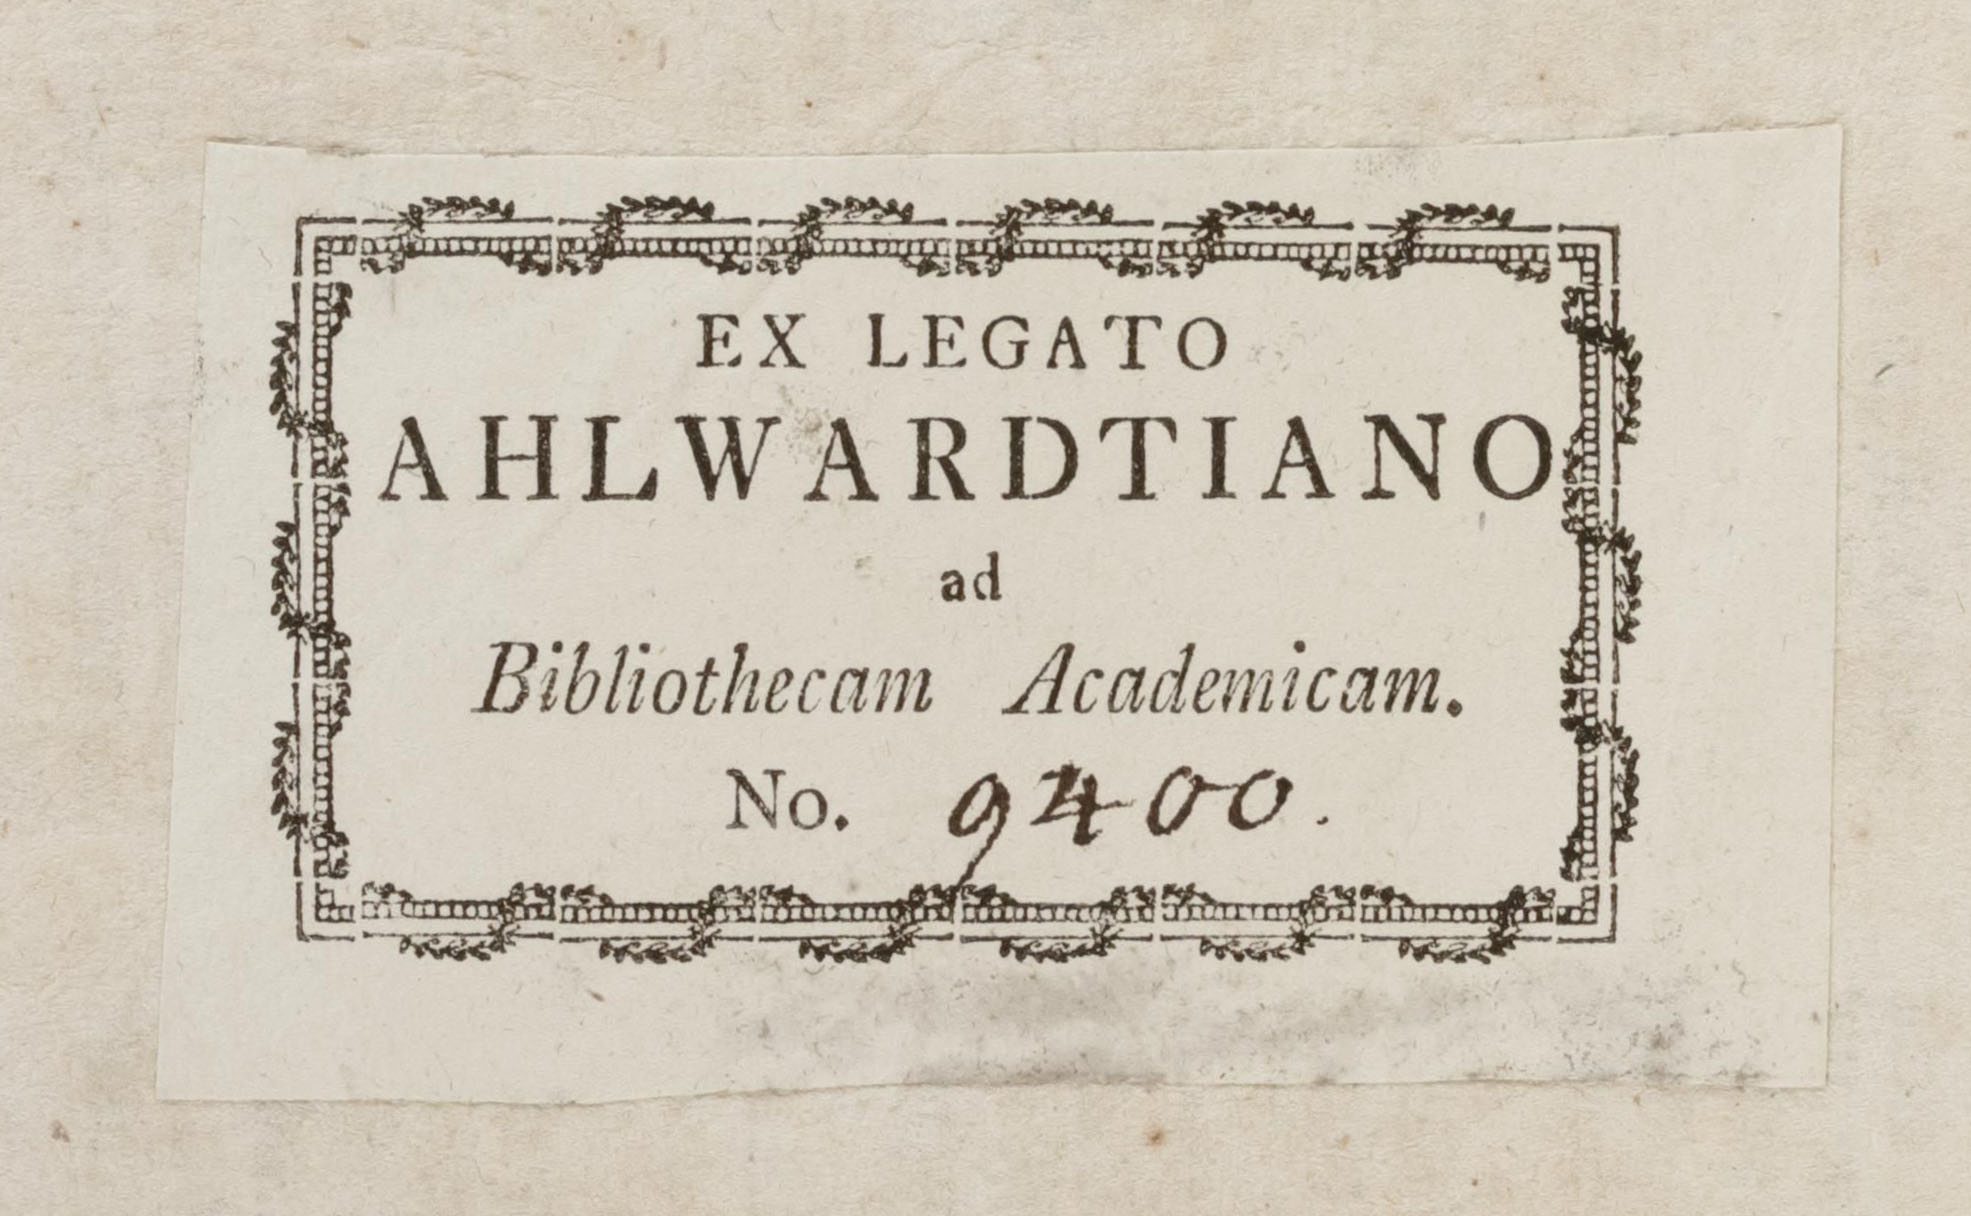 EX LEGATO
AHLWARDTIANO
ad
Bibliothecam Academicam.
No. 9400.